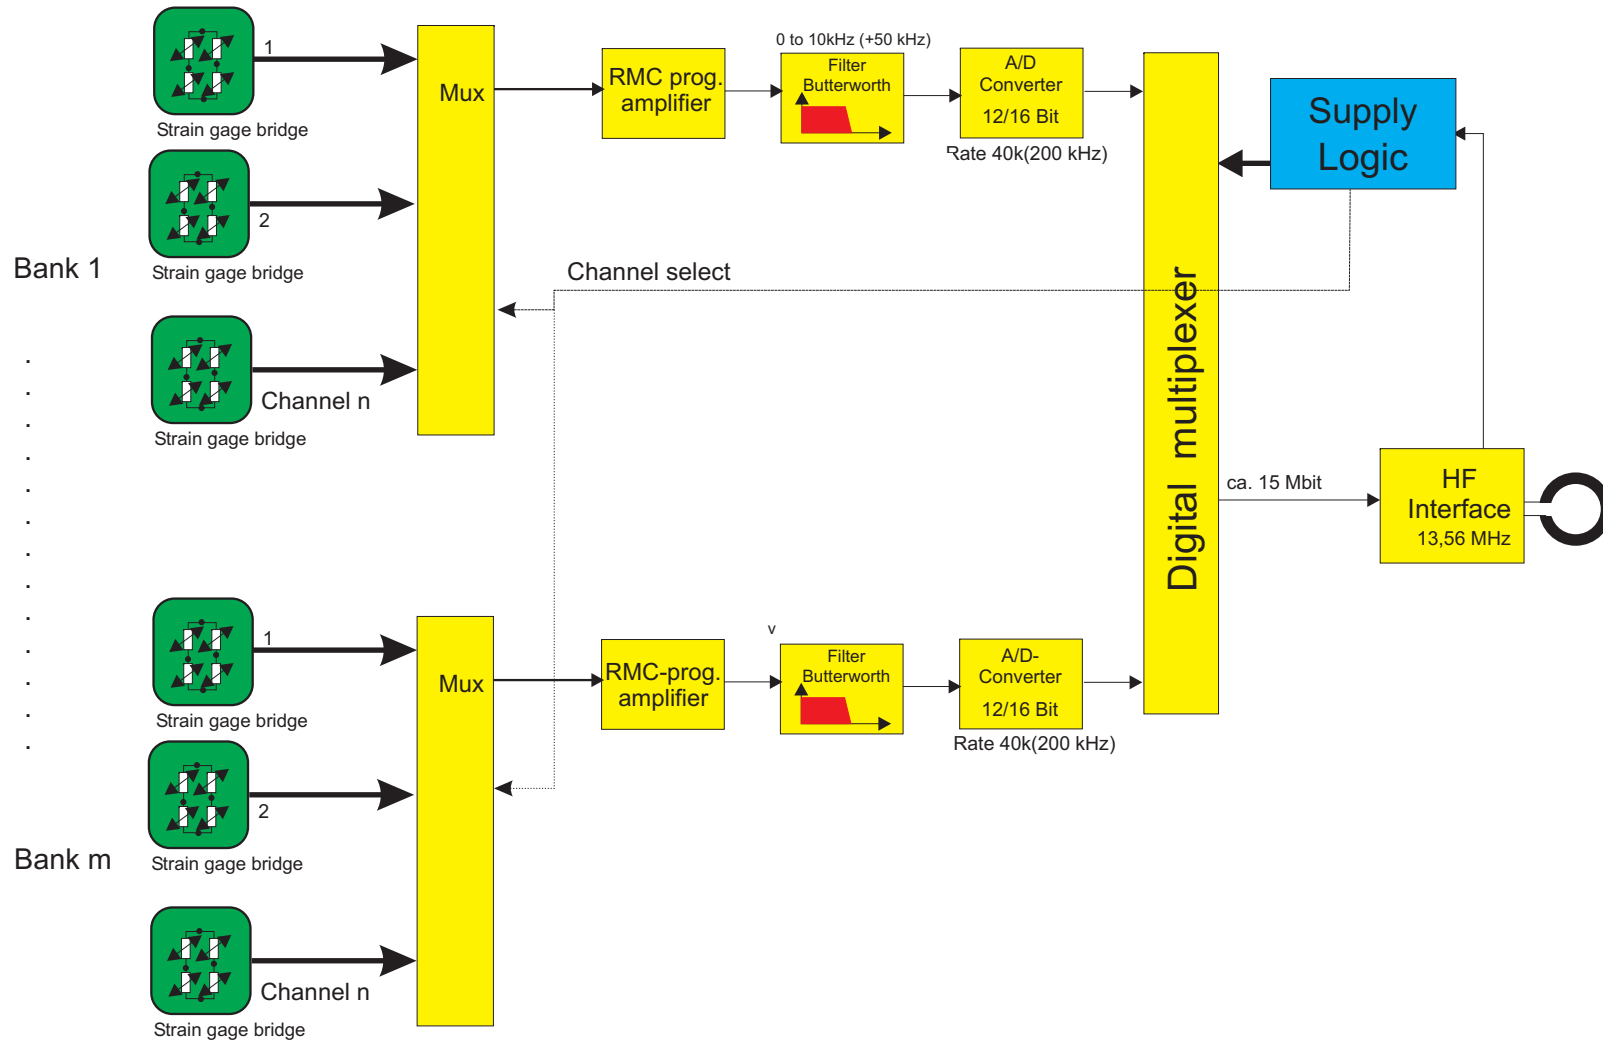 1
Strain gage bridge
2
Strain gage bridge
Bank 1
Channel n
Strain gage bridge
Mux
RMC prog.
amplifier
0 to 10kHz (+50 kHz)
Filter
Butterworth
A/D
Converter
12/16 Bit
Rate 40k(200 kHz)
Supply
Logic
Channel select
Digital multiplexer
ca. 15 Mbit
HF
Interface
13,56 MHz
1
Strain gage bridge
2
Strain gage bridge
Bank m
Channel n
Strain gage bridge
Mux
RMC-prog.
amplifier
v
Filter
Butterworth
A/D-
Converter
12/16 Bit
Rate 40k(200 kHz)